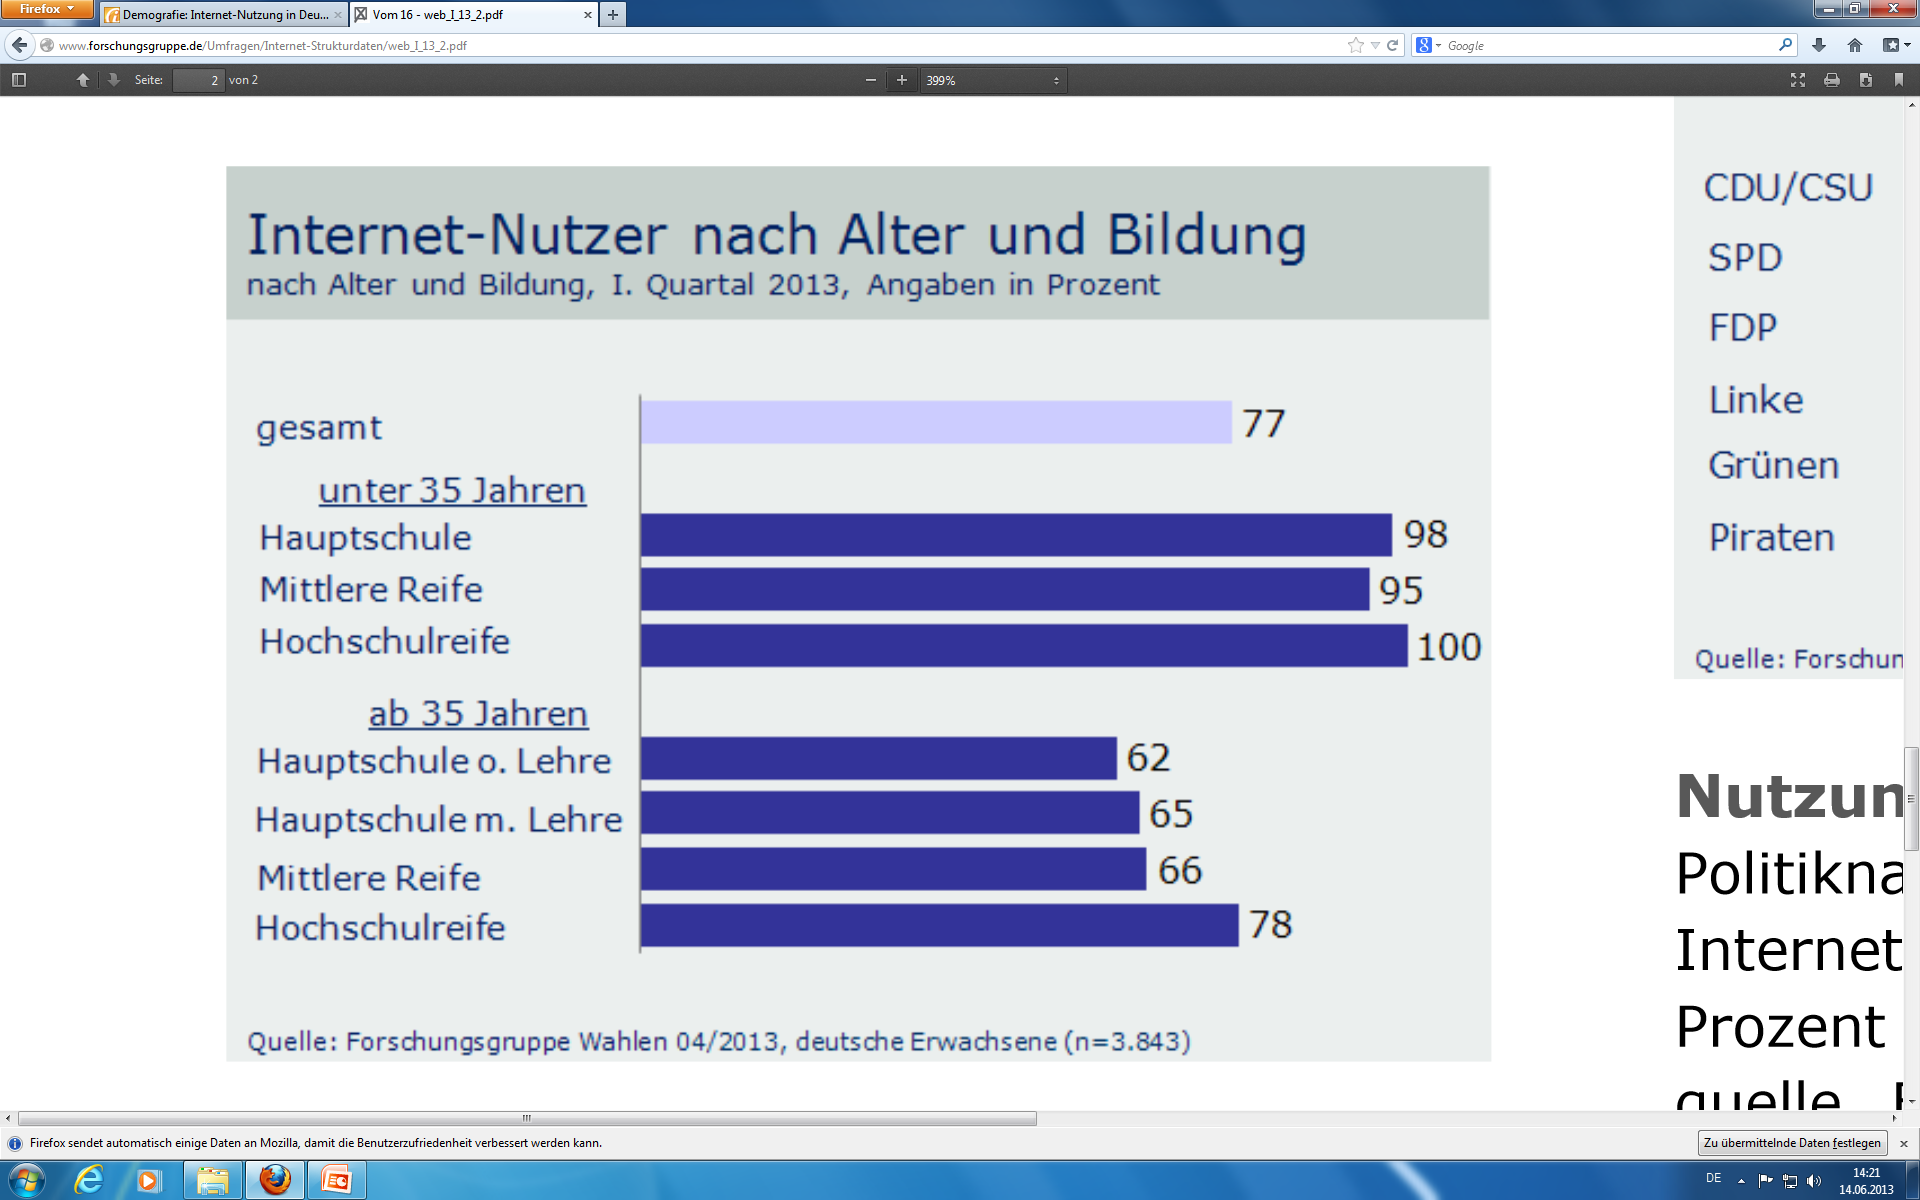 Firefox
Demografie: Internet-Nutzung in Deu...
Vom 16 - web_I_13_2.pdf
www.forschungsgruppe.de/Umfragen/Internet-Strukturdaten/web_I_13_2.pdf
Google
Seite: 2 von 2
399%
Internet-Nutzer nach Alter und Bildung
nach Alter und Bildung, I. Quartal 2013, Angaben in Prozent
gesamt 77
unter 35 Jahren
Hauptschule 98
Mittlere Reife 95
Hochschulreife 100
ab 35 Jahren
Hauptschule o. Lehre 62
Hauptschule m. Lehre 65
Mittlere Reife 66
Hochschulreife 78
Quelle: Forschungsgruppe Wahlen 04/2013, deutsche Erwachsene (n=3.843)
CDU/CSU
SPD
FDP
Linke
Grünen
Piraten
Quelle: Forschun
Nutzun
Politikna
Internet
Prozent
quelle
Firefox sendet automatisch einige Daten an Mozilla, damit die Benutzerzufriedenheit verbessert werden kann.
Zu übermittelnde Daten festlegen
DE
14:21
14.06.2013